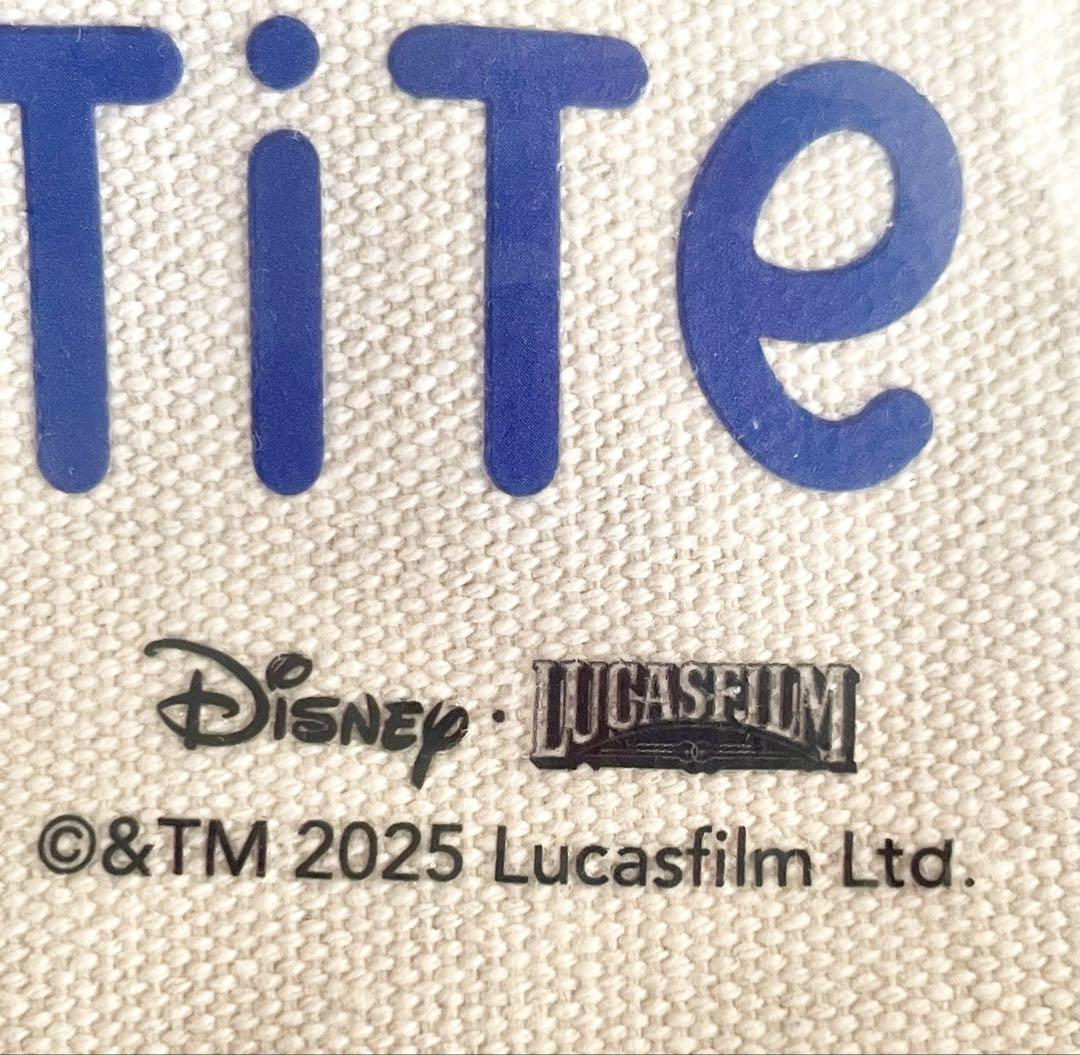 TiTe
DISNEY · LUCASFILM
©&TM 2025 Lucasfilm Ltd.